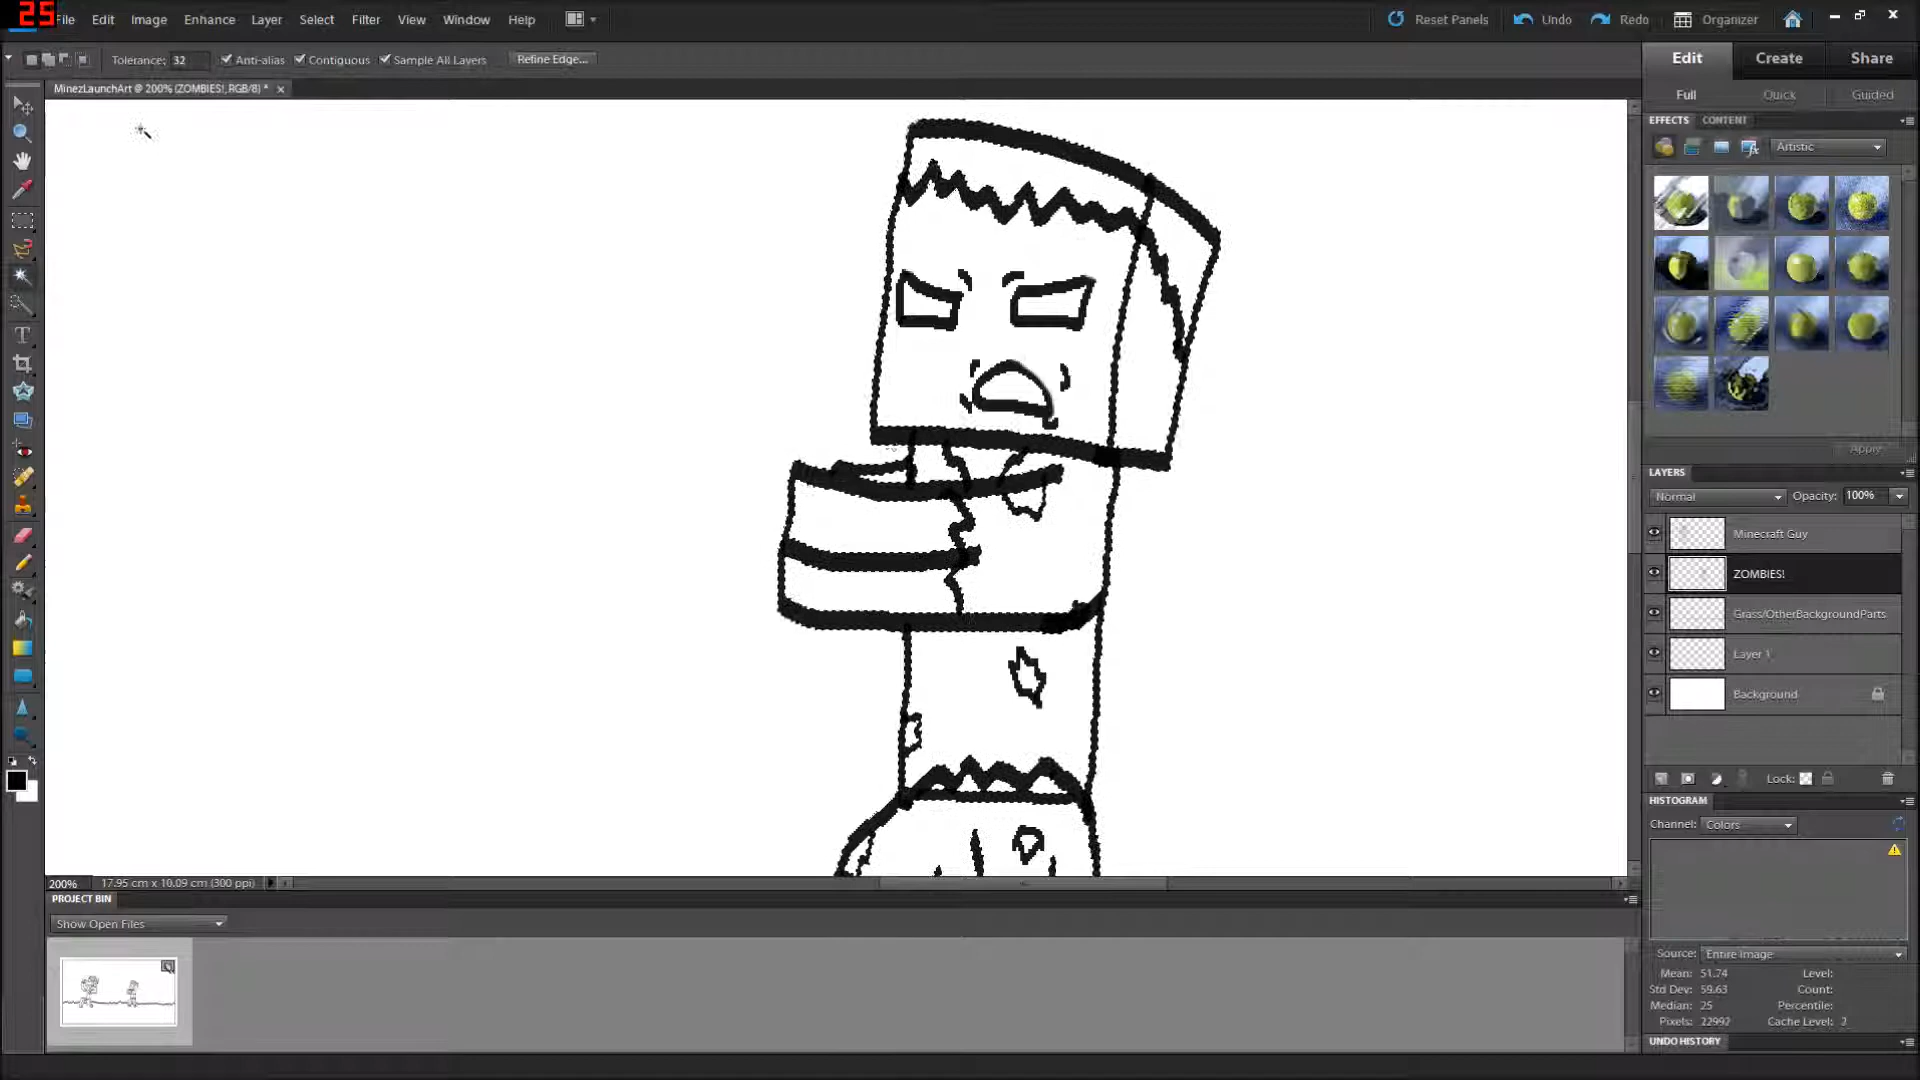 25
File Edit Image Enhance Layer Select Filter View Window Help Reset Panels Undo Redo Organizer
Tolerance: 32 Anti-alias Contiguous Sample All Layers Refine Edge...
Edit Create Share
MinezLaunchArt @ 200% (ZOMBIES!, RGB/8) *
Full Quick Guided
EFFECTS CONTENT
Artistic
Apply
LAYERS
Normal Opacity: 100%
Minecraft Guy
ZOMBIES!
Grass/OtherBackgroundParts
Layer 1
Background
Lock:
HISTOGRAM
Channel: Colors
200% 17.95 cm x 10.09 cm (300 ppi)
PROJECT BIN
Show Open Files
Source: Entire Image
Mean: 51.74 Level:
Std Dev: 59.63 Count:
Median: 25 Percentile:
Pixels: 22992 Cache Level: 2
UNDO HISTORY